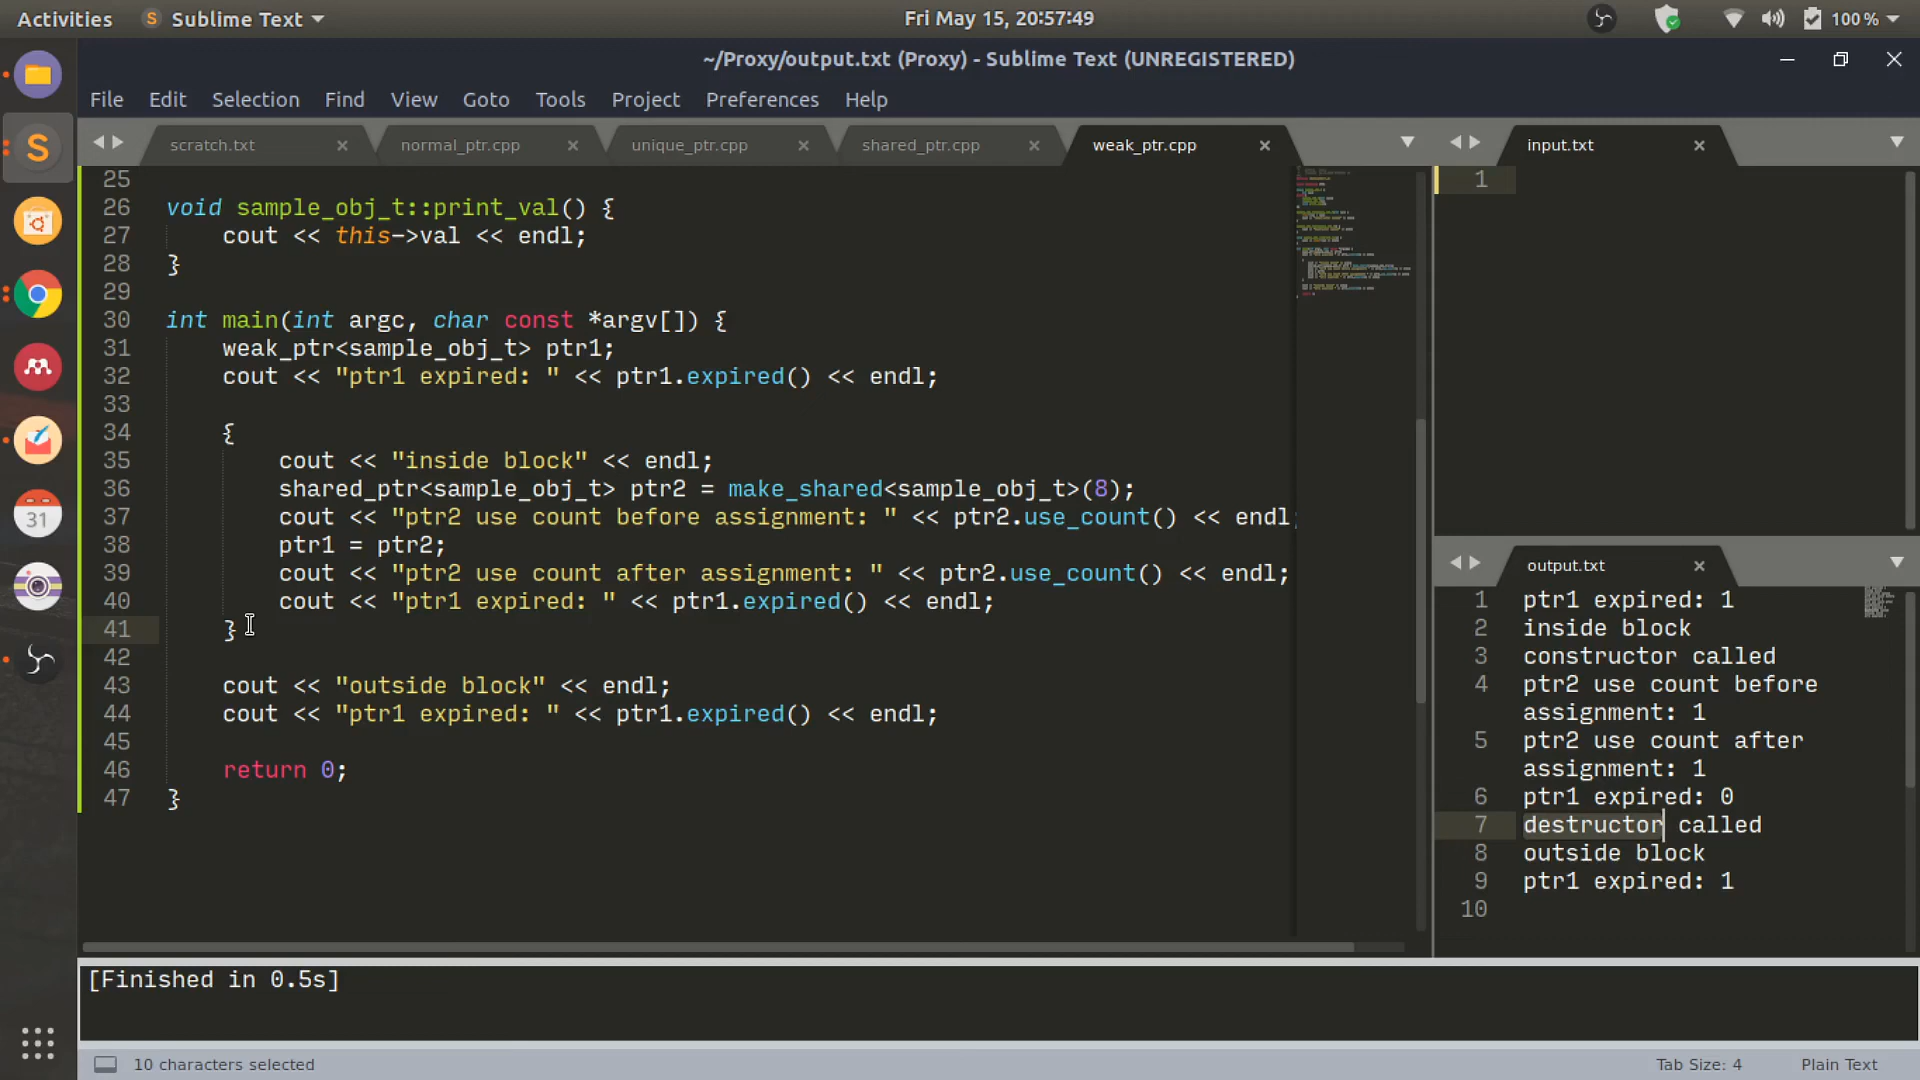 Activities
Sublime Text
Fri May 15, 20:57:49
100 %
~/Proxy/output.txt (Proxy) - Sublime Text (UNREGISTERED)
File Edit Selection Find View Goto Tools Project Preferences Help
scratch.txt
normal_ptr.cpp
unique_ptr.cpp
shared_ptr.cpp
weak_ptr.cpp
25
26 void sample_obj_t::print_val() {
27 cout << this->val << endl;
28 }
29
30 int main(int argc, char const *argv[]) {
31 weak_ptr<sample_obj_t> ptr1;
32 cout << "ptr1 expired: " << ptr1.expired() << endl;
33
34 {
35 cout << "inside block" << endl;
36 shared_ptr<sample_obj_t> ptr2 = make_shared<sample_obj_t>(8);
37 cout << "ptr2 use count before assignment: " << ptr2.use_count() << endl;
38 ptr1 = ptr2;
39 cout << "ptr2 use count after assignment: " << ptr2.use_count() << endl;
40 cout << "ptr1 expired: " << ptr1.expired() << endl;
41 }
42
43 cout << "outside block" << endl;
44 cout << "ptr1 expired: " << ptr1.expired() << endl;
45
46 return 0;
47 }
input.txt
1
output.txt
1 ptr1 expired: 1
2 inside block
3 constructor called
4 ptr2 use count before
assignment: 1
5 ptr2 use count after
assignment: 1
6 ptr1 expired: 0
7 destructor called
8 outside block
9 ptr1 expired: 1
10
[Finished in 0.5s]
10 characters selected
Tab Size: 4
Plain Text
31